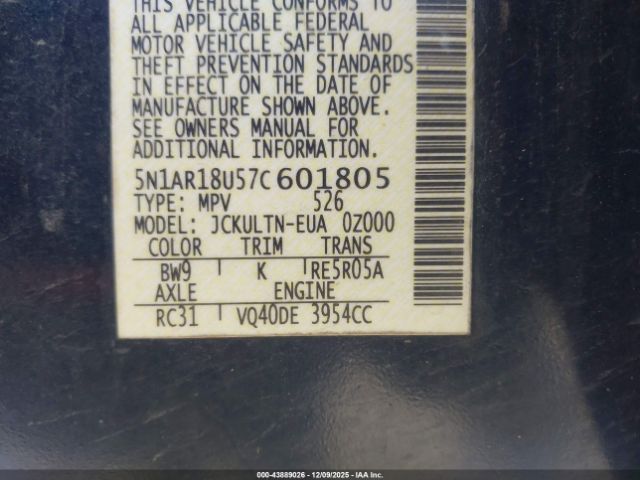 THIS VEHICLE CONFORMS TO
ALL APPLICABLE FEDERAL
MOTOR VEHICLE SAFETY AND
THEFT PREVENTION STANDARDS
IN EFFECT ON THE DATE OF
MANUFACTURE SHOWN ABOVE.
SEE OWNERS MANUAL FOR
ADDITIONAL INFORMATION.
5N1AR18U57C601805
TYPE: MPV 526
MODEL: JCKULTN-EUA 0Z000
COLOR TRIM TRANS
BW9 K RE5R05A
AXLE ENGINE
RC31 VQ40DE 3954CC
000-43889026 - 12/09/2025 - IAA Inc.